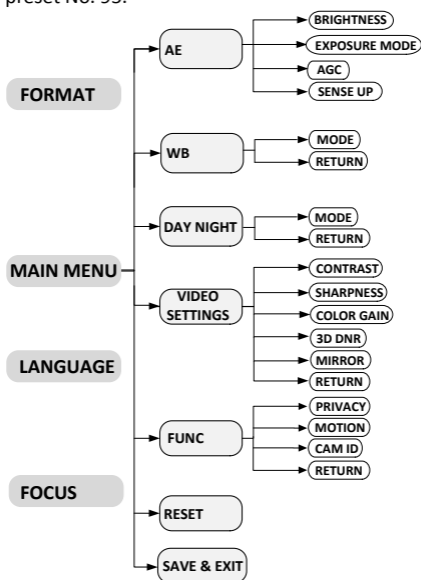 preset No. 95.
FORMAT
MAIN MENU
LANGUAGE
FOCUS
AE
BRIGHTNESS
EXPOSURE MODE
AGC
SENSE UP
WB
MODE
RETURN
DAY NIGHT
MODE
RETURN
VIDEO
SETTINGS
CONTRAST
SHARPNESS
COLOR GAIN
3D DNR
MIRROR
RETURN
FUNC
PRIVACY
MOTION
CAM ID
RETURN
RESET
SAVE & EXIT